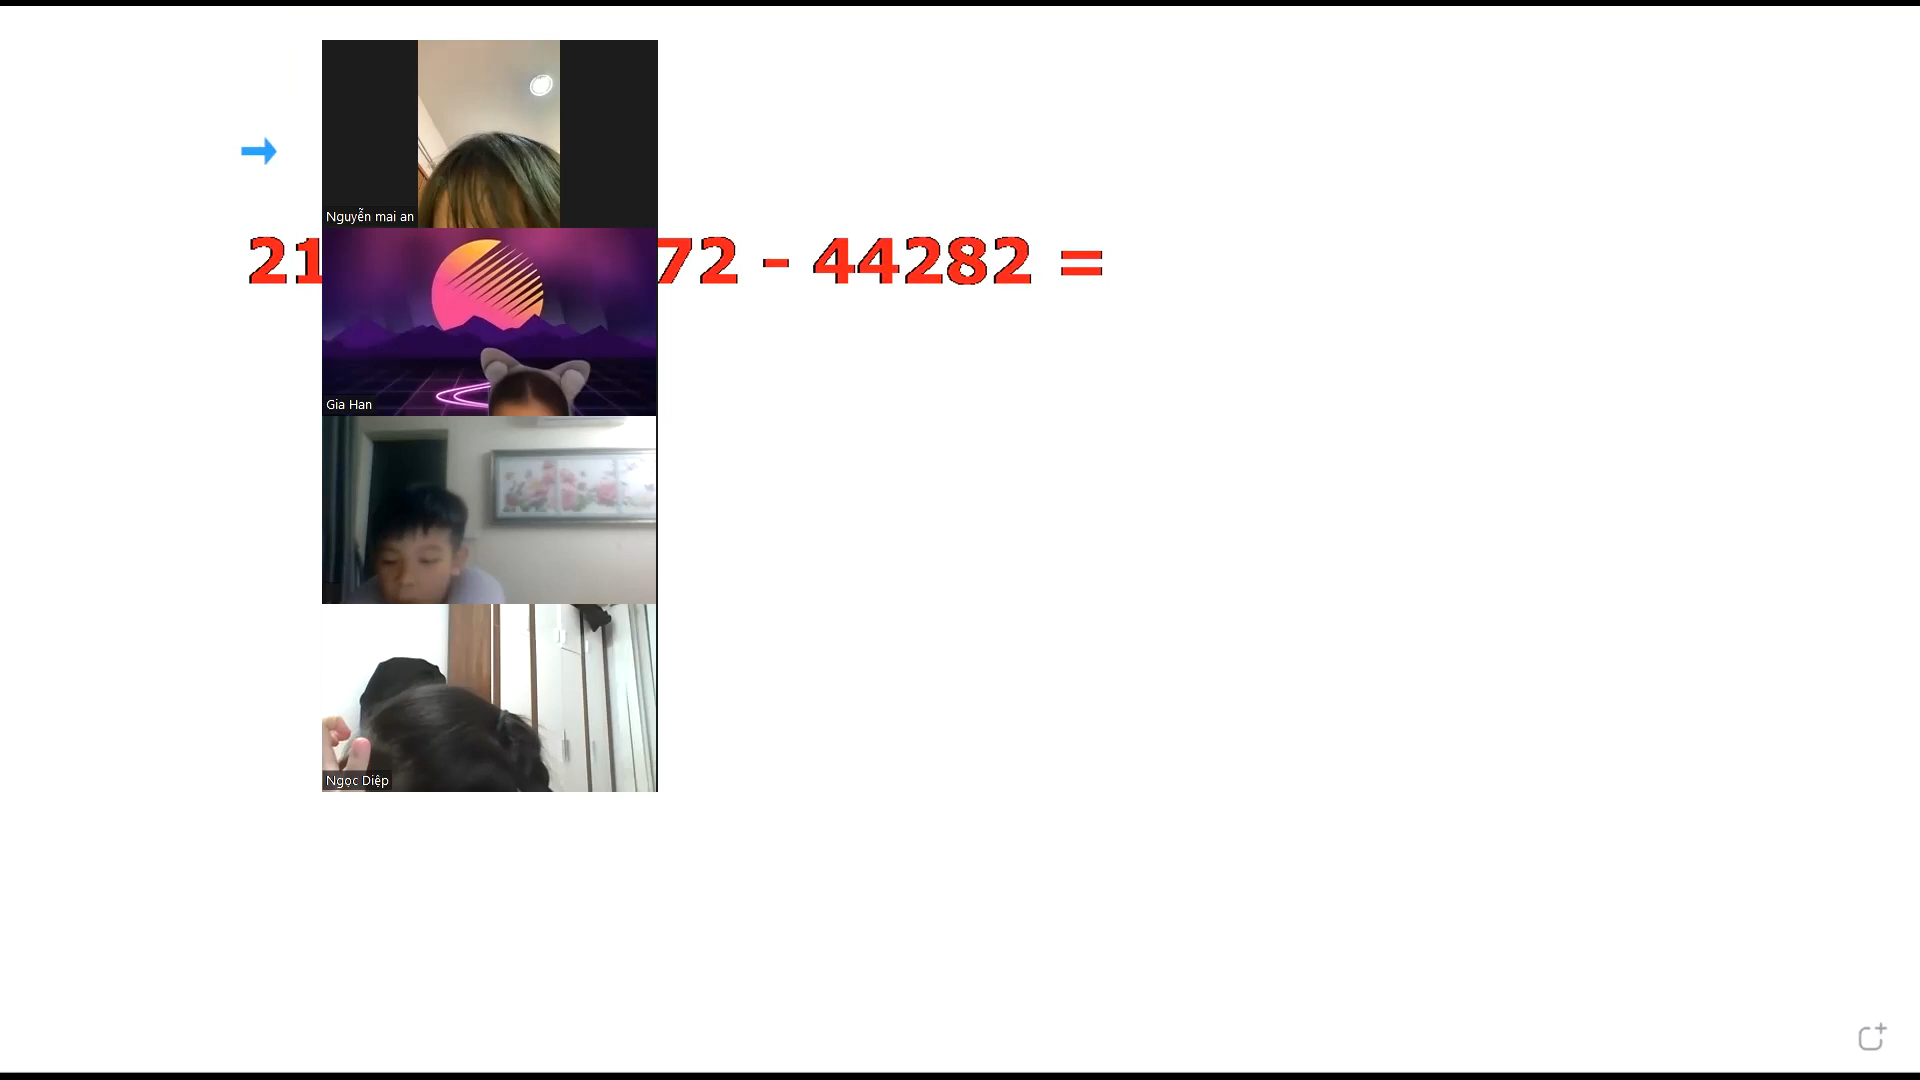 Nguyễn mai an
21 72 - 44282 =
Gia Han
Ngọc Diệp